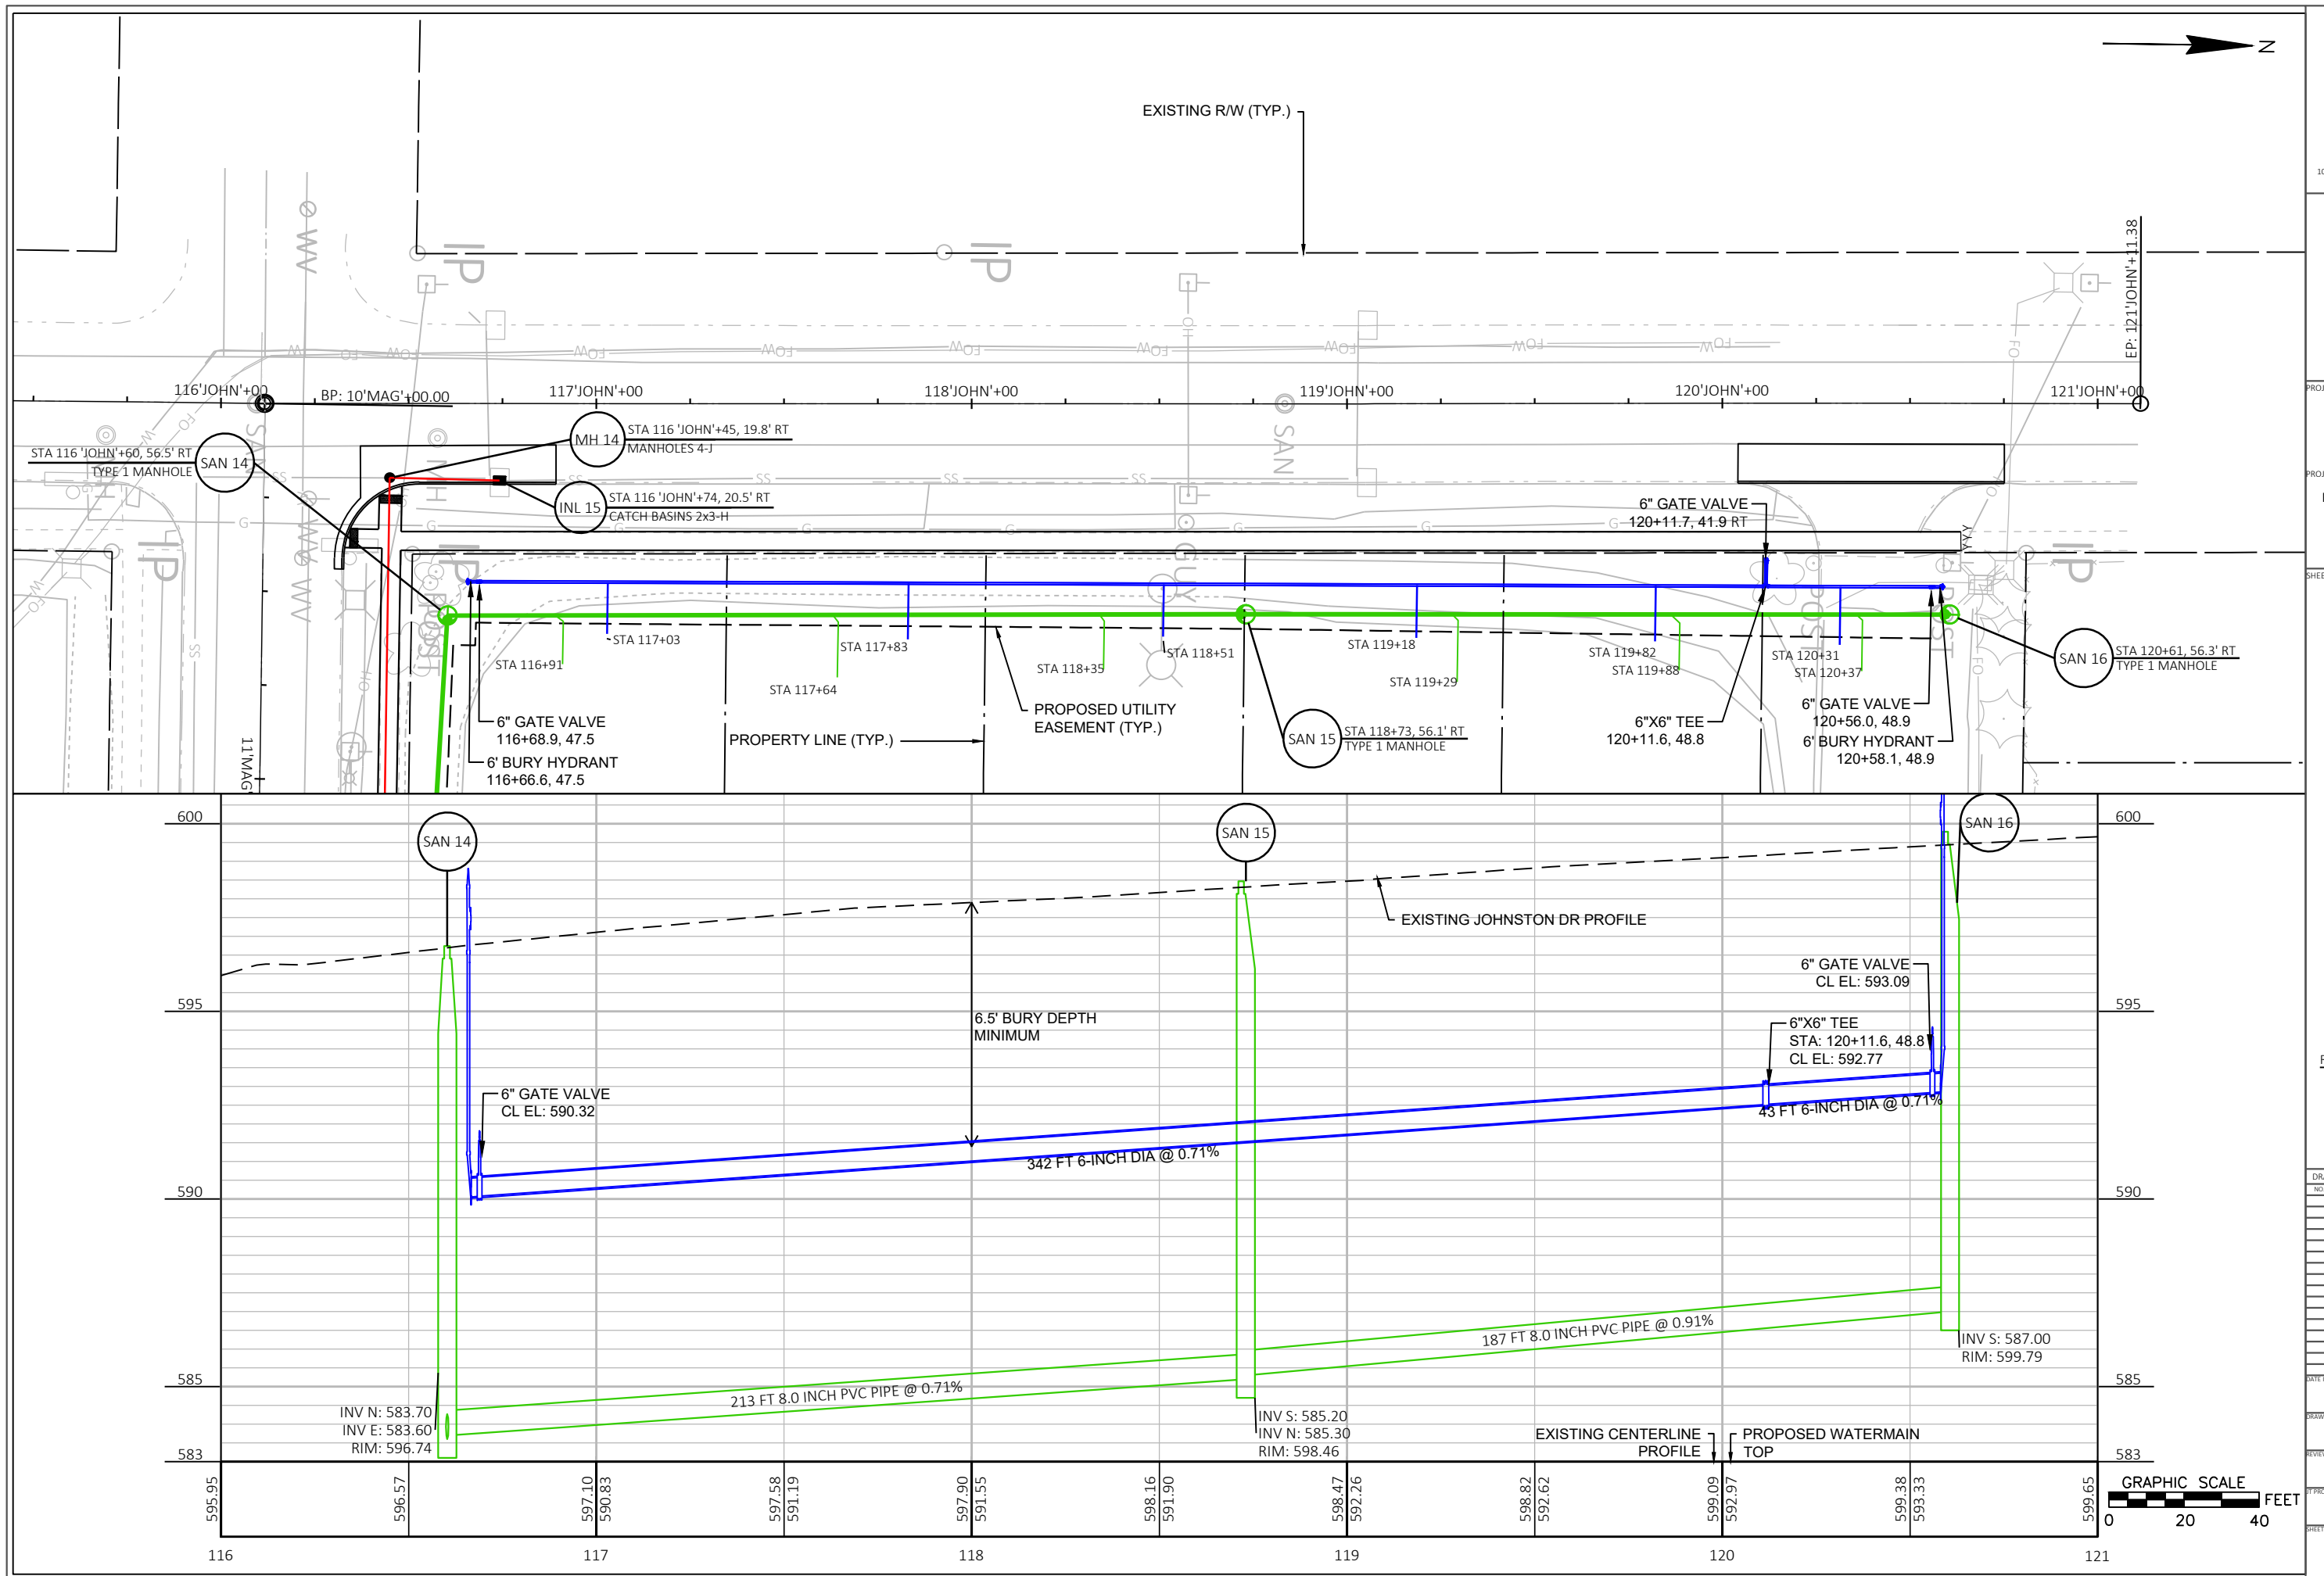 N
EXISTING R/W (TYP.)
EP: 121'JOHN'+11.38
WV
IP
IP
FO
FO
116'JOHN'+00
BP: 10'MAG'+00.00
117'JOHN'+00
118'JOHN'+00
119'JOHN'+00
120'JOHN'+00
121'JOHN'+00
SAN
SAN
MH 14
STA 116 'JOHN'+45, 19.8' RT
MANHOLES 4-J
STA 116 'JOHN'+60, 56.5' RT
TYPE 1 MANHOLE
SAN 14
INL 15
STA 116 'JOHN'+74, 20.5' RT
CATCH BASINS 2x3-H
SS
SS
SS
SS
G
G
G
G
G
G
6" GATE VALVE
120+11.7, 41.9 RT
IP
IP
IP
GUY
POST
POST
STA 116+91
STA 117+03
STA 117+64
STA 117+83
STA 118+35
STA 118+51
STA 119+18
STA 119+29
STA 119+82
STA 119+88
STA 120+31
STA 120+37
SAN 16
STA 120+61, 56.3' RT
TYPE 1 MANHOLE
6" GATE VALVE
116+68.9, 47.5
6' BURY HYDRANT
116+66.6, 47.5
PROPERTY LINE (TYP.)
PROPOSED UTILITY
EASEMENT (TYP.)
SAN 15
STA 118+73, 56.1' RT
TYPE 1 MANHOLE
6"X6" TEE
120+11.6, 48.8
6" GATE VALVE
120+56.0, 48.9
6' BURY HYDRANT
120+58.1, 48.9
11'MAG'
600
SAN 14
SAN 15
SAN 16
600
EXISTING JOHNSTON DR PROFILE
595
6.5' BURY DEPTH
MINIMUM
6" GATE VALVE
CL EL: 593.09
6"X6" TEE
STA: 120+11.6, 48.8
CL EL: 592.77
595
6" GATE VALVE
CL EL: 590.32
43 FT 6-INCH DIA @ 0.71%
342 FT 6-INCH DIA @ 0.71%
590
590
187 FT 8.0 INCH PVC PIPE @ 0.91%
INV S: 587.00
RIM: 599.79
585
213 FT 8.0 INCH PVC PIPE @ 0.71%
585
INV N: 583.70
INV E: 583.60
RIM: 596.74
INV S: 585.20
INV N: 585.30
RIM: 598.46
EXISTING CENTERLINE
PROFILE
PROPOSED WATERMAIN
TOP
583
583
595.95
596.57
597.10
590.83
597.58
591.19
597.90
591.55
598.16
591.90
598.47
592.26
598.82
592.62
599.09
592.97
599.38
593.33
599.65
GRAPHIC SCALE
FEET
0
20
40
116
117
118
119
120
121